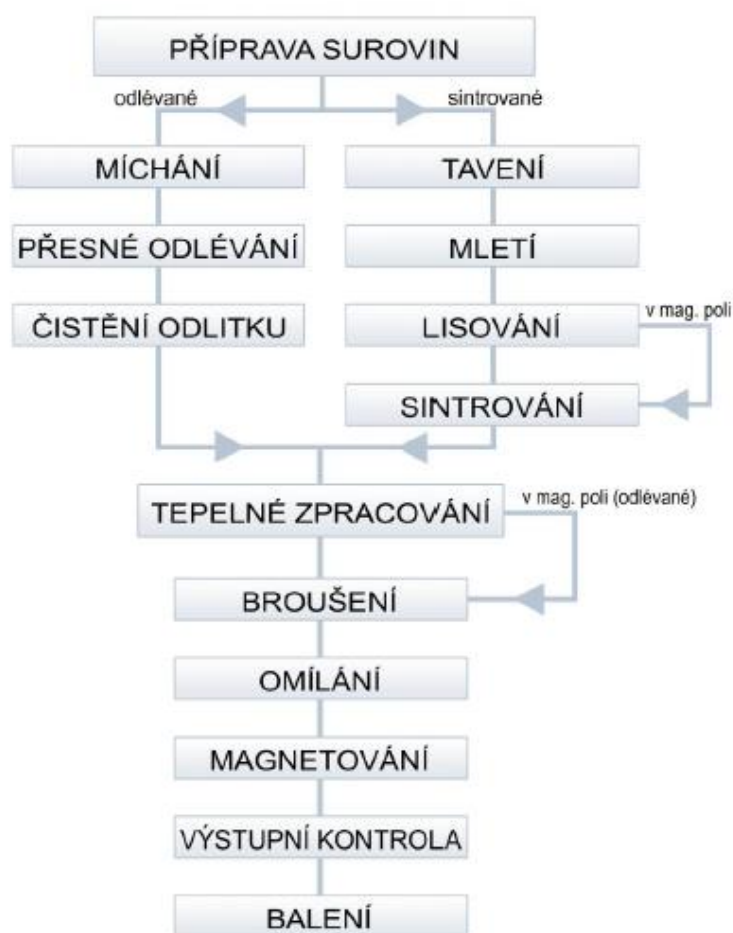 PŘÍPRAVA SUROVIN
odlévané
sintrované
MÍCHÁNÍ
TAVENÍ
PŘESNÉ ODLÉVÁNÍ
MLETÍ
ČISTĚNÍ ODLITKU
LISOVÁNÍ
v mag. poli
SINTROVÁNÍ
TEPELNÉ ZPRACOVÁNÍ
v mag. poli (odlévané)
BROUŠENÍ
OMÍLÁNÍ
MAGNETOVÁNÍ
VÝSTUPNÍ KONTROLA
BALENÍ